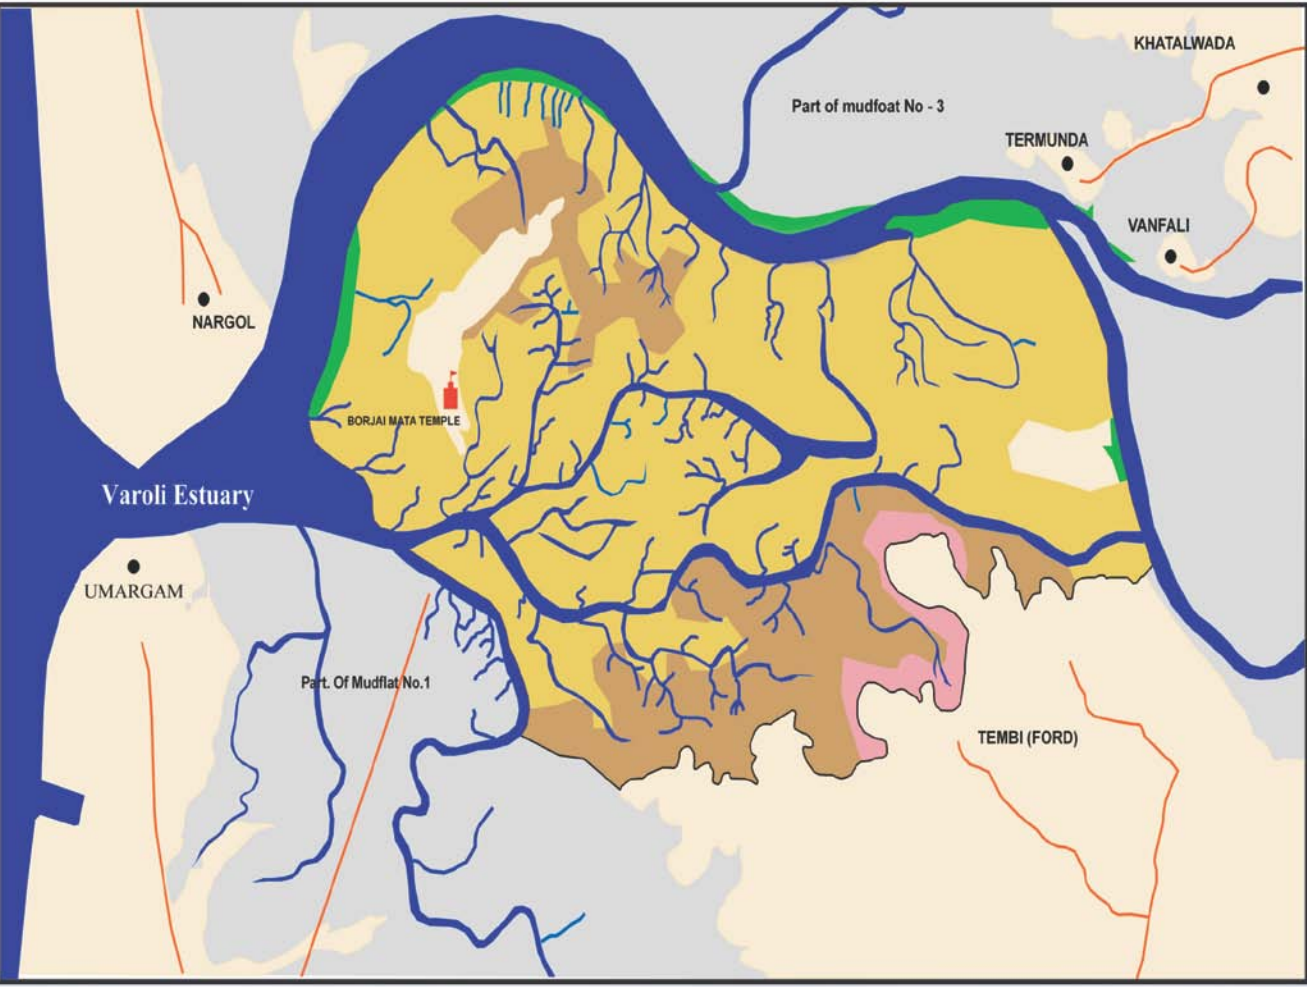 KHATALWADA
Part of mudfoat No - 3
TERMUNDA
VANFALI
NARGOL
BORJAI MATA TEMPLE
Varoli Estuary
UMARGAM
Part. Of Mudflat No.1
TEMBI (FORD)